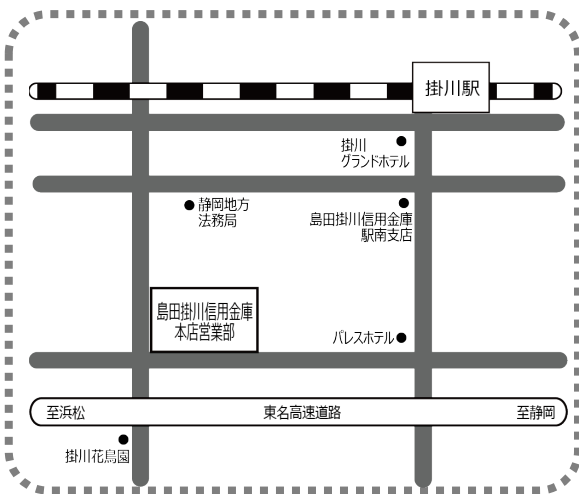 掛川駅
掛川
グランドホテル
静岡地方
法務局
島田掛川信用金庫
駅南支店
島田掛川信用金庫
本店営業部
パレスホテル
至浜松
東名高速道路
至静岡
掛川花鳥園